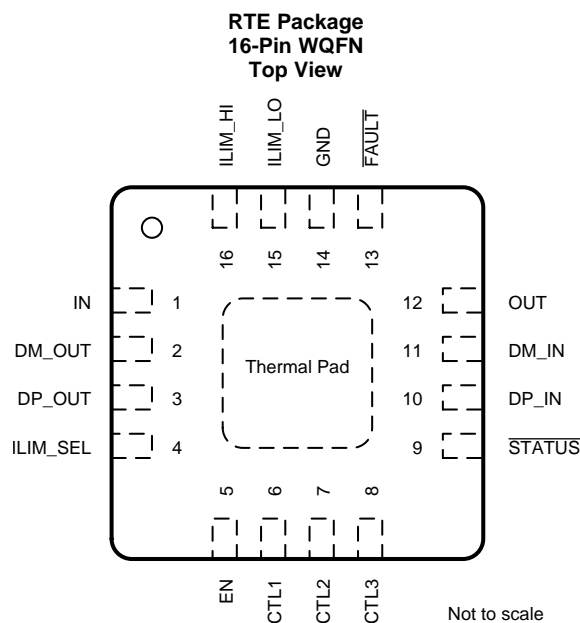 RTE Package
16-Pin WQFN
Top View
ILIM_HI
ILIM_LO
GND
FAULT
16
15
14
13
IN 1
12 OUT
DM_OUT 2
11 DM_IN
Thermal Pad
DP_OUT 3
10 DP_IN
ILIM_SEL 4
9 STATUS
5
6
7
8
EN
CTL1
CTL2
CTL3
Not to scale